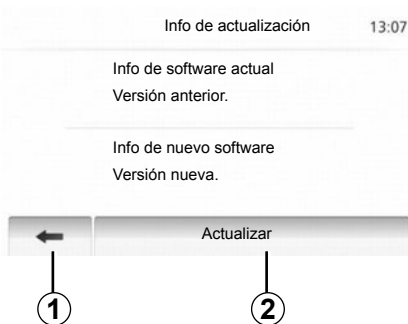 Info de actualización 13:07
Info de software actual
Versión anterior.
Info de nuevo software
Versión nueva.
Actualizar
1 2